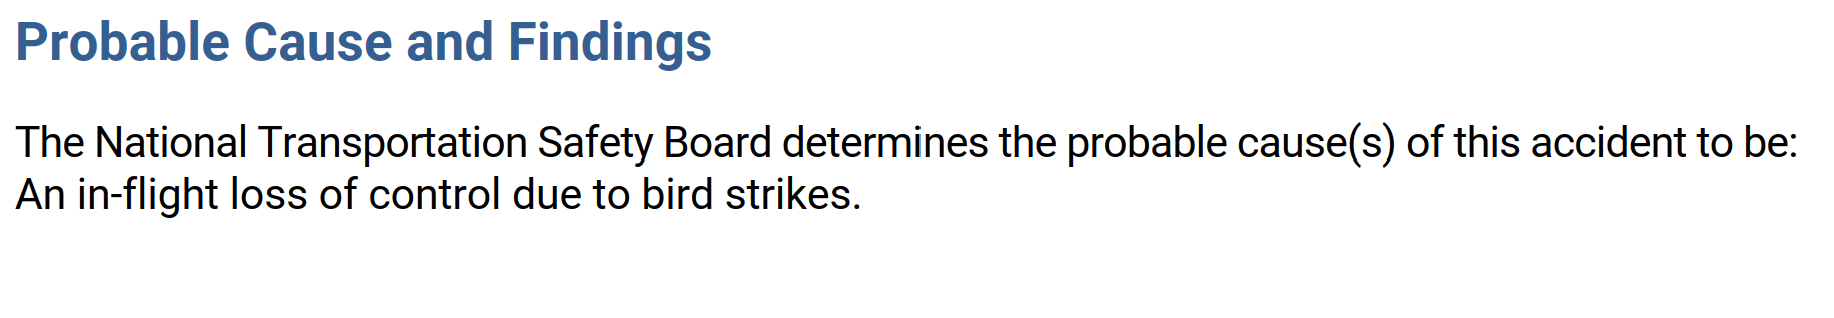 Probable Cause and Findings
The National Transportation Safety Board determines the probable cause(s) of this accident to be:
An in-flight loss of control due to bird strikes.